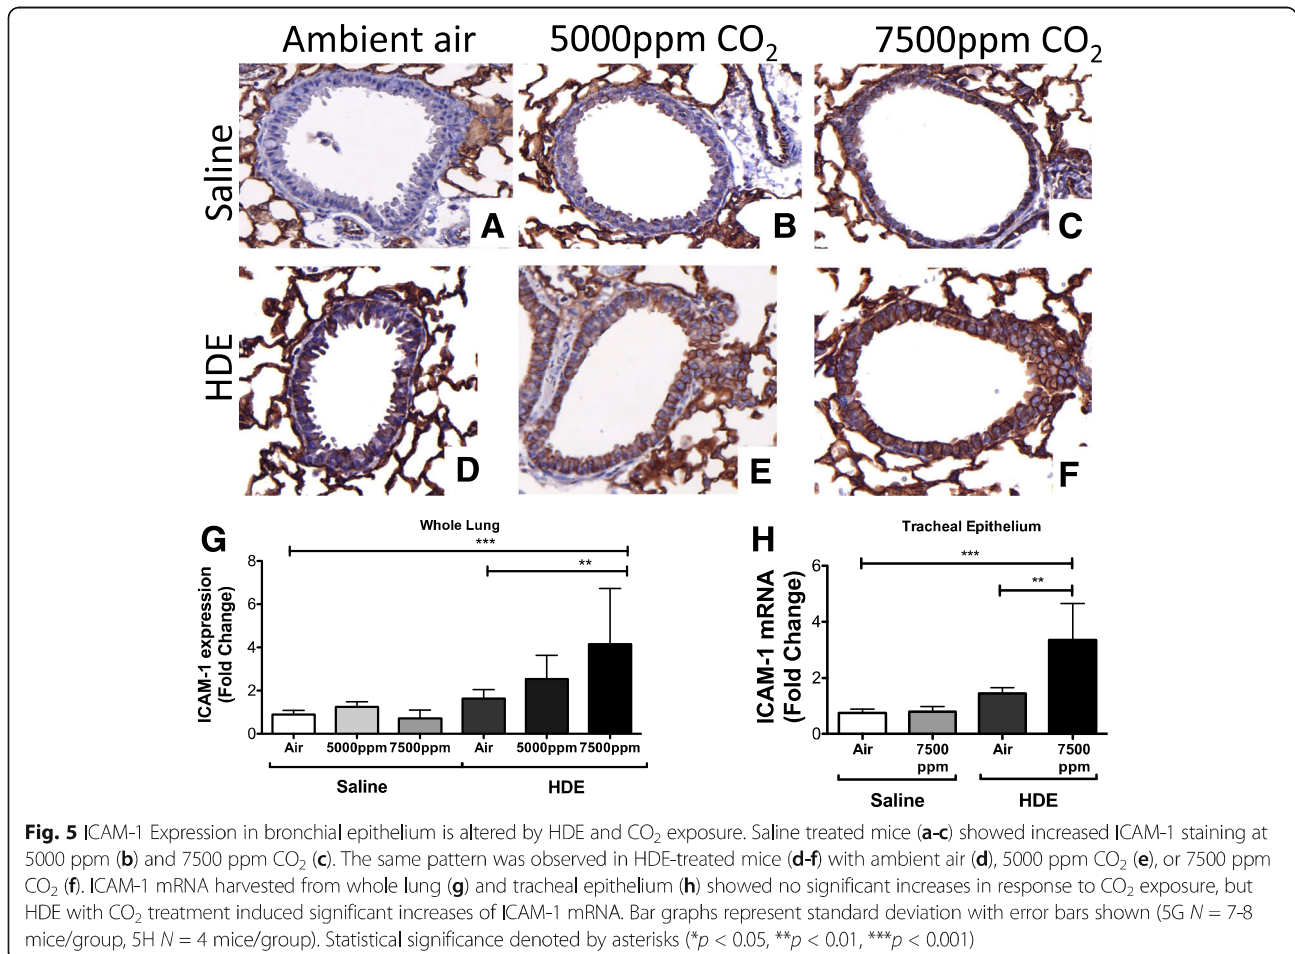 Ambient air 5000ppm CO₂ 7500ppm CO₂
Saline
A B C
HDE
D E F
G
Whole Lung
***
**
ICAM-1 expression
(Fold Change)
8
6
4
2
0
Air 5000ppm 7500ppm Air 5000ppm 7500ppm
Saline HDE
H
Tracheal Epithelium
***
**
ICAM-1 mRNA
(Fold Change)
6
4
2
0
Air 7500 Air 7500
ppm ppm
Saline HDE
Fig. 5 ICAM-1 Expression in bronchial epithelium is altered by HDE and CO₂ exposure. Saline treated mice (a-c) showed increased ICAM-1 staining at
5000 ppm (b) and 7500 ppm CO₂ (c). The same pattern was observed in HDE-treated mice (d-f) with ambient air (d), 5000 ppm CO₂ (e), or 7500 ppm
CO₂ (f). ICAM-1 mRNA harvested from whole lung (g) and tracheal epithelium (h) showed no significant increases in response to CO₂ exposure, but
HDE with CO₂ treatment induced significant increases of ICAM-1 mRNA. Bar graphs represent standard deviation with error bars shown (5G N = 7-8
mice/group, 5H N = 4 mice/group). Statistical significance denoted by asterisks (*p < 0.05, **p < 0.01, ***p < 0.001)